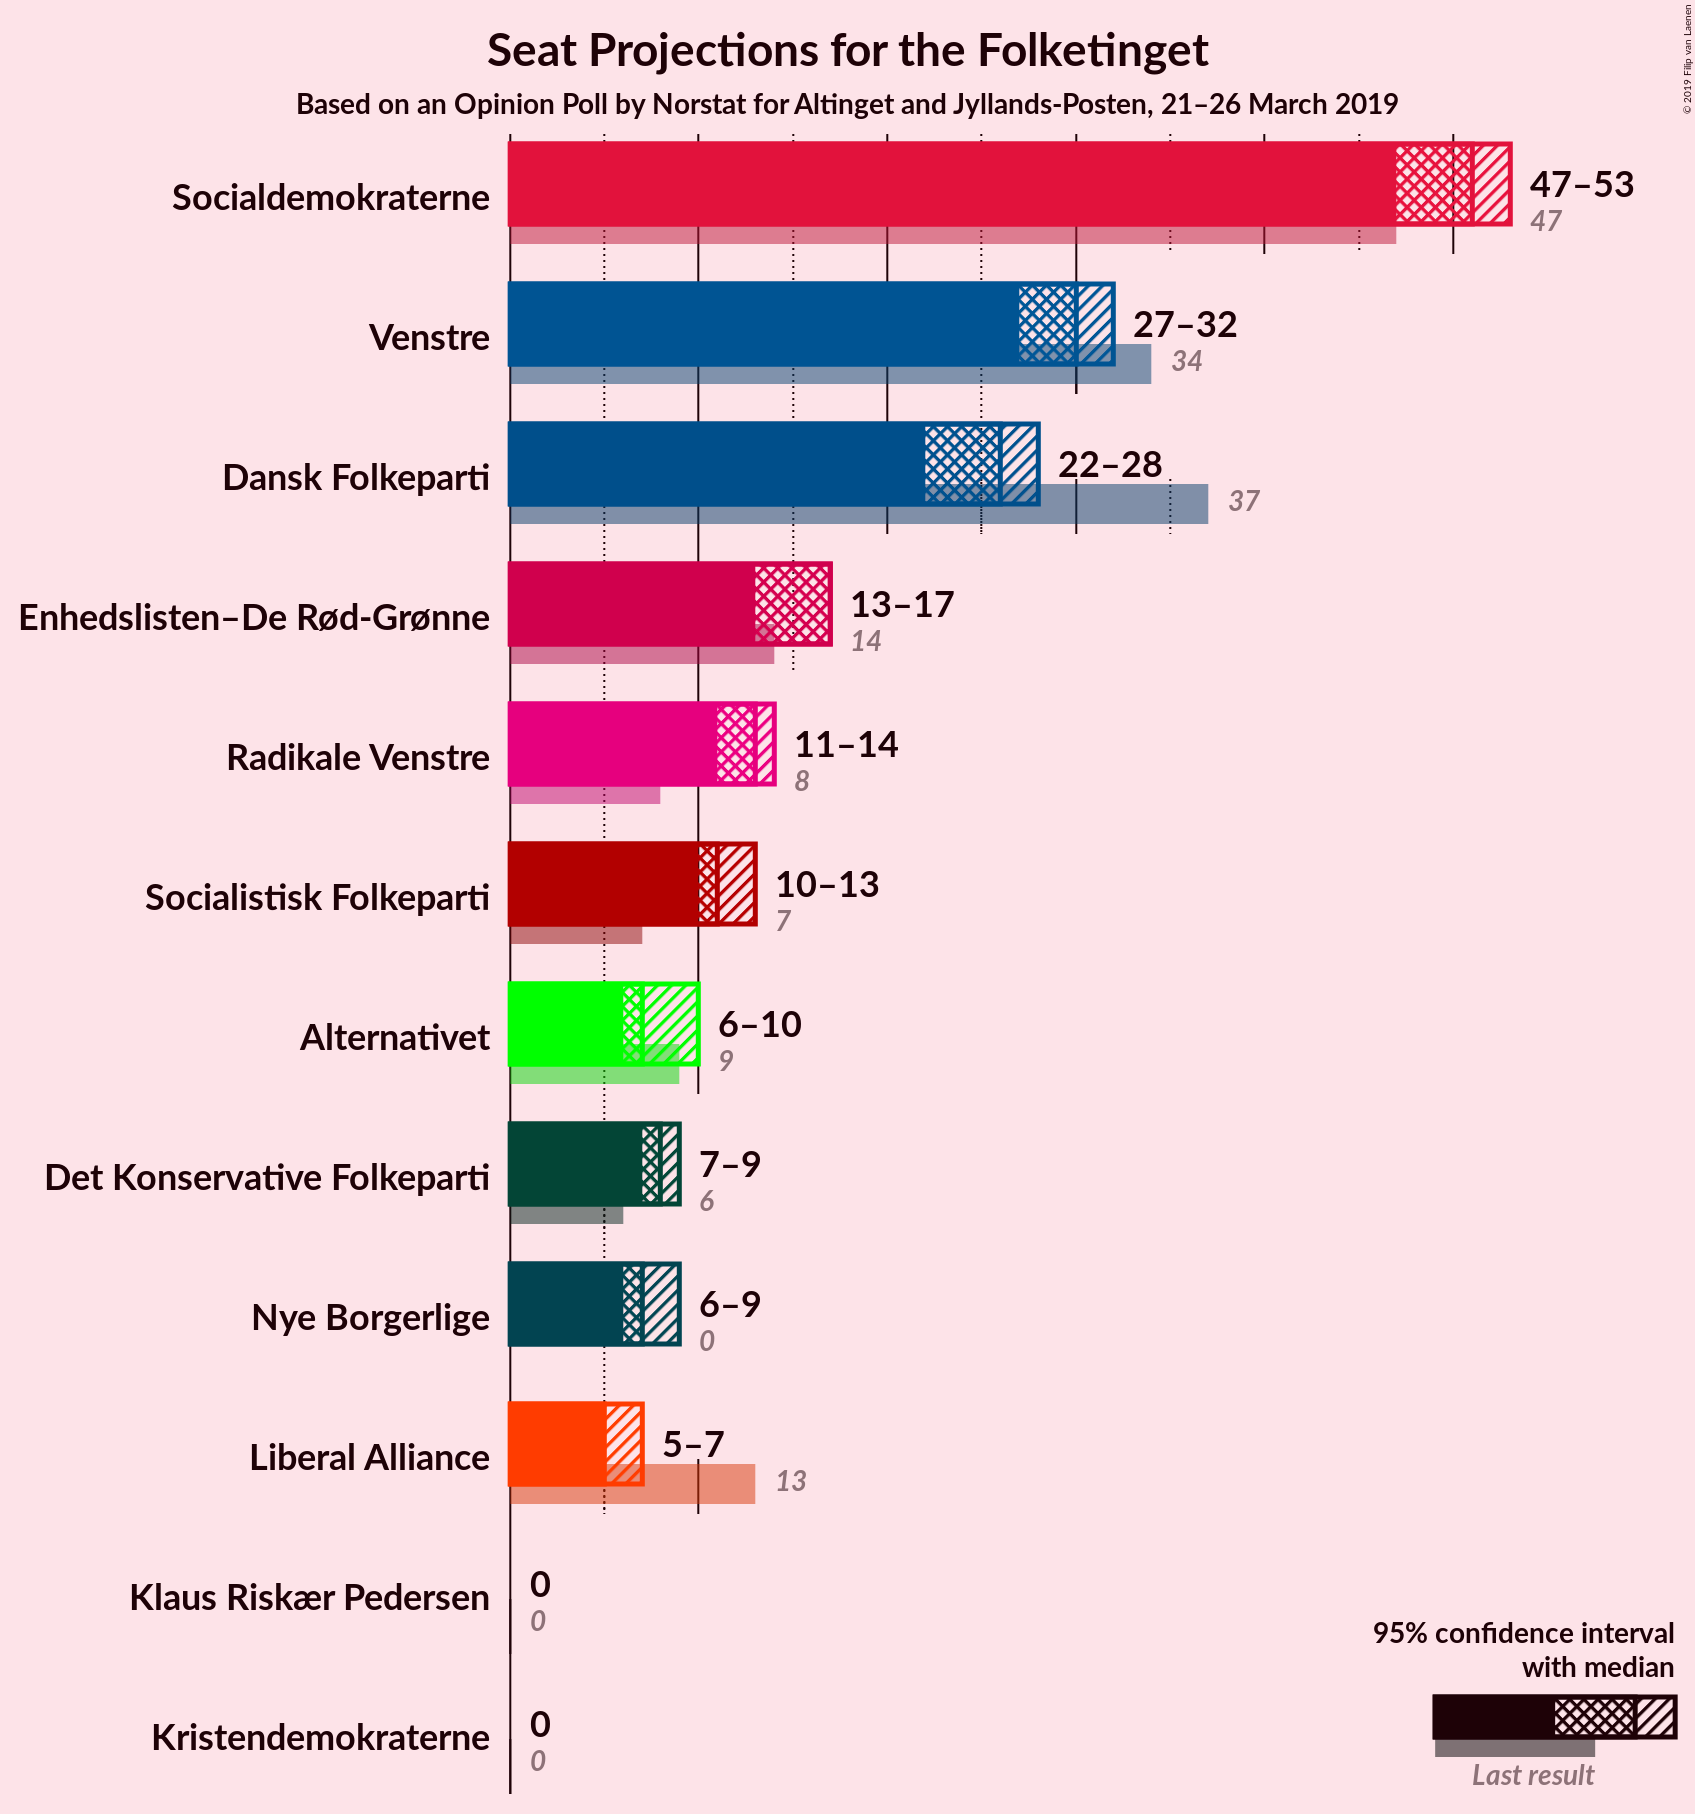 Seat Projections for the Folketinget
Based on an Opinion Poll by Norstat for Altinget and Jyllands-Posten, 21–26 March 2019
© 2019 Filip van Laenen
Socialdemokraterne
47–53
47
Venstre
27–32
34
Dansk Folkeparti
22–28
37
Enhedslisten–De Rød-Grønne
13–17
14
Radikale Venstre
11–14
8
Socialistisk Folkeparti
10–13
7
Alternativet
6–10
9
Det Konservative Folkeparti
7–9
6
Nye Borgerlige
6–9
0
Liberal Alliance
5–7
13
Klaus Riskær Pedersen
0
0
Kristendemokraterne
0
0
95% confidence interval
with median
Last result